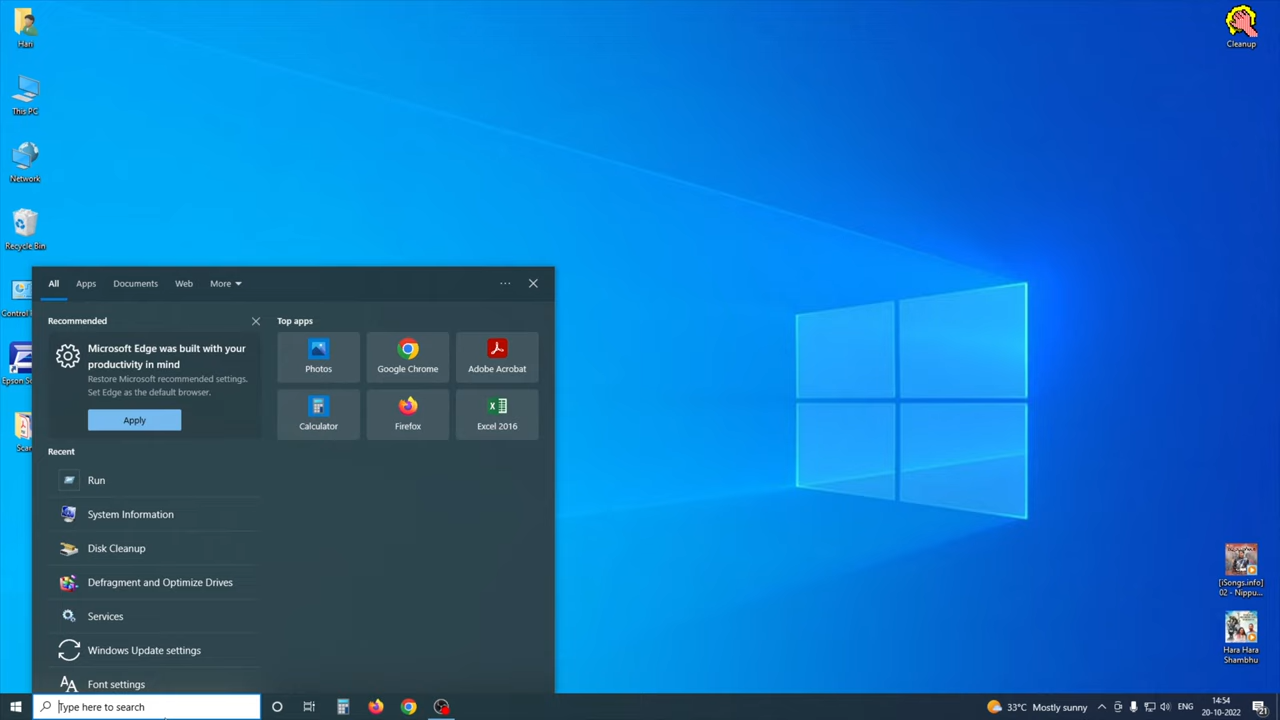 Han
This PC
Network
Recycle Bin
Cleanup
[iSongs.info]
02 - Nippu...
Hara Hara
Shambhu
All
Apps
Documents
Web
More
Recommended
Microsoft Edge was built with your
productivity in mind
Restore Microsoft recommended settings.
Set Edge as the default browser.
Apply
Recent
Run
System Information
Disk Cleanup
Defragment and Optimize Drives
Services
Windows Update settings
Font settings
Top apps
Photos
Google Chrome
Adobe Acrobat
Calculator
Firefox
Excel 2016
Type here to search
33°C Mostly sunny
ENG
14:54
20-10-2022
21